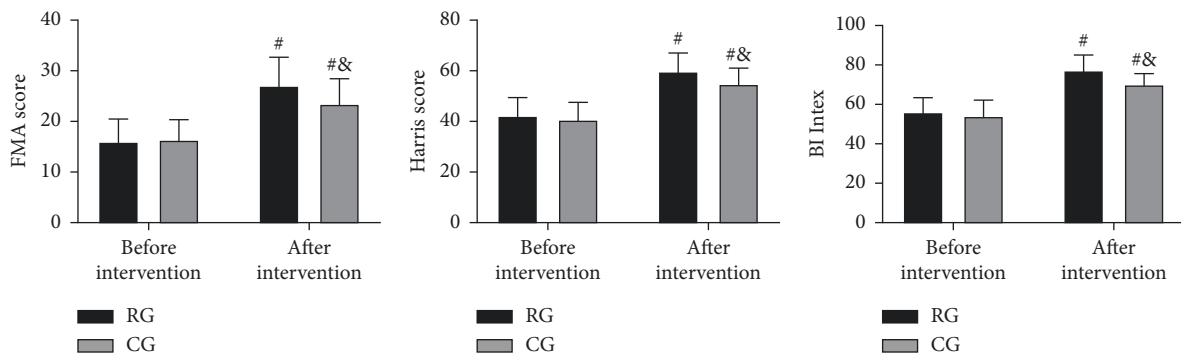 FMA score
40
30
20
10
0
#
#&
Before intervention
After intervention
RG
CG
Harris score
80
60
40
20
0
#
#&
Before intervention
After intervention
RG
CG
BI Intex
100
80
60
40
20
0
#
#&
Before intervention
After intervention
RG
CG